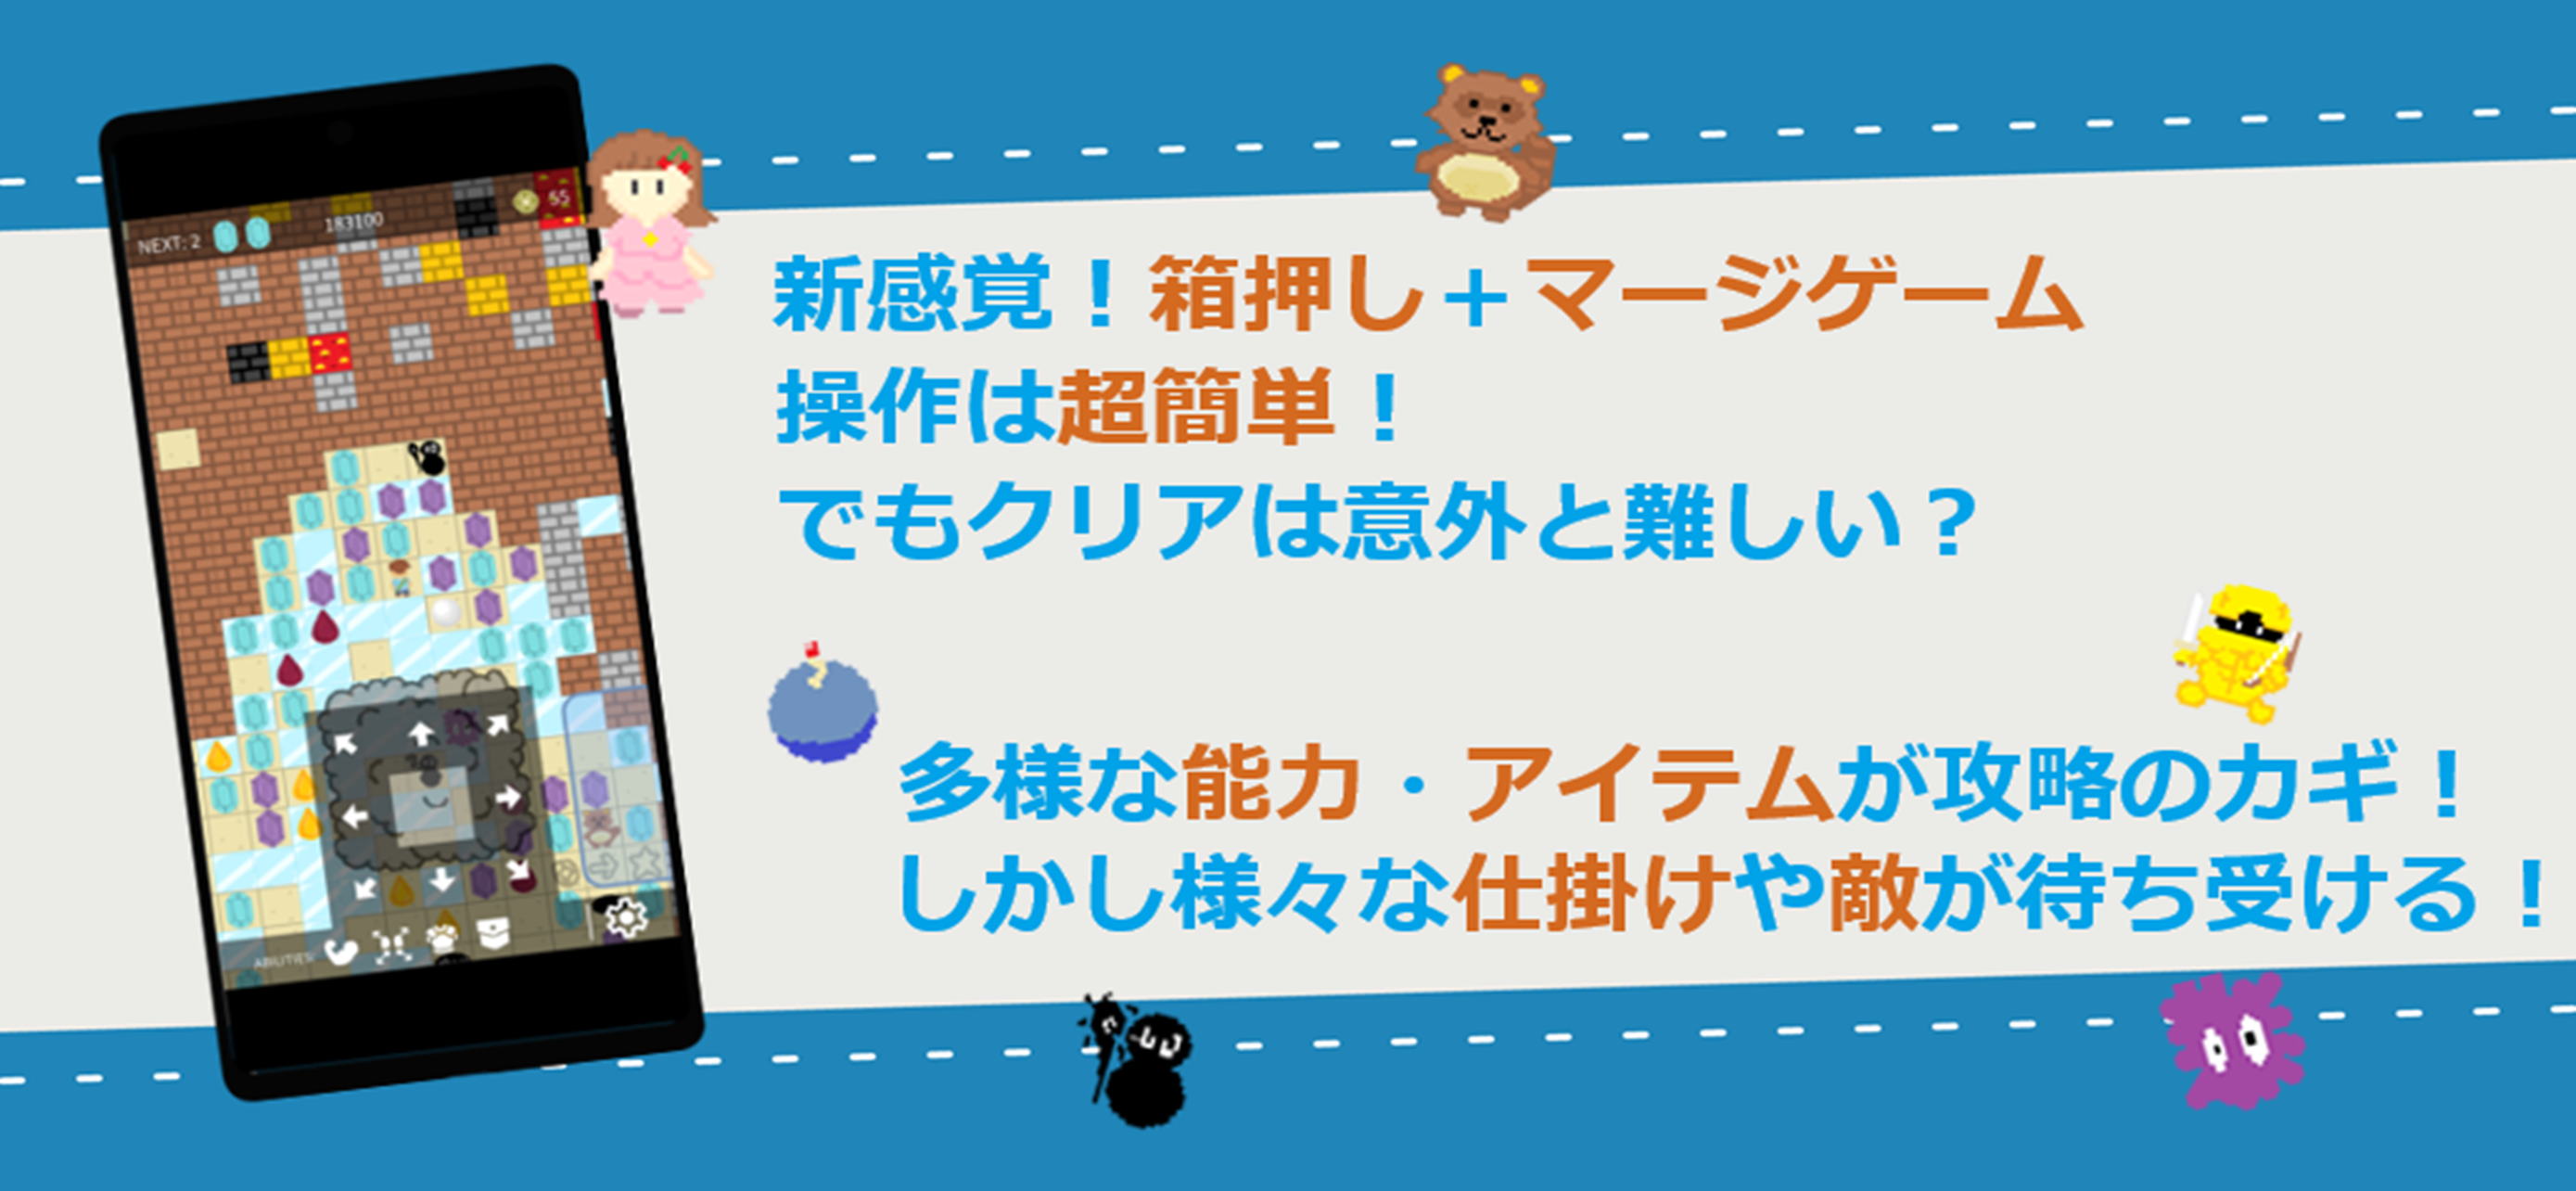 NEXT: 2
183100
65
ABILITIES
新感覚！箱押し＋マージゲーム
操作は超簡単！
でもクリアは意外と難しい？
多様な能力・アイテムが攻略のカギ！
しかし様々な仕掛けや敵が待ち受ける！